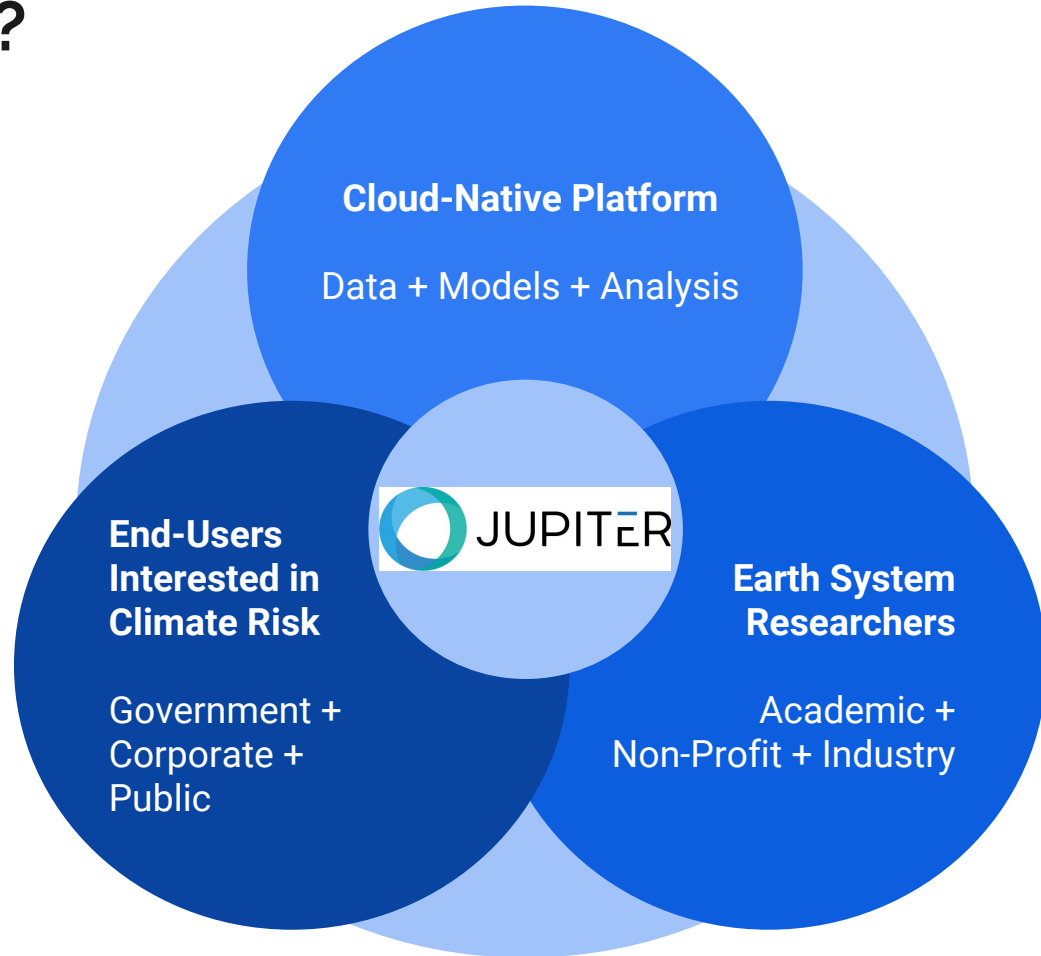 ?
Cloud-Native Platform
Data + Models + Analysis
JUPITER
End-Users
Interested in
Climate Risk
Government +
Corporate +
Public
Earth System
Researchers
Academic +
Non-Profit + Industry